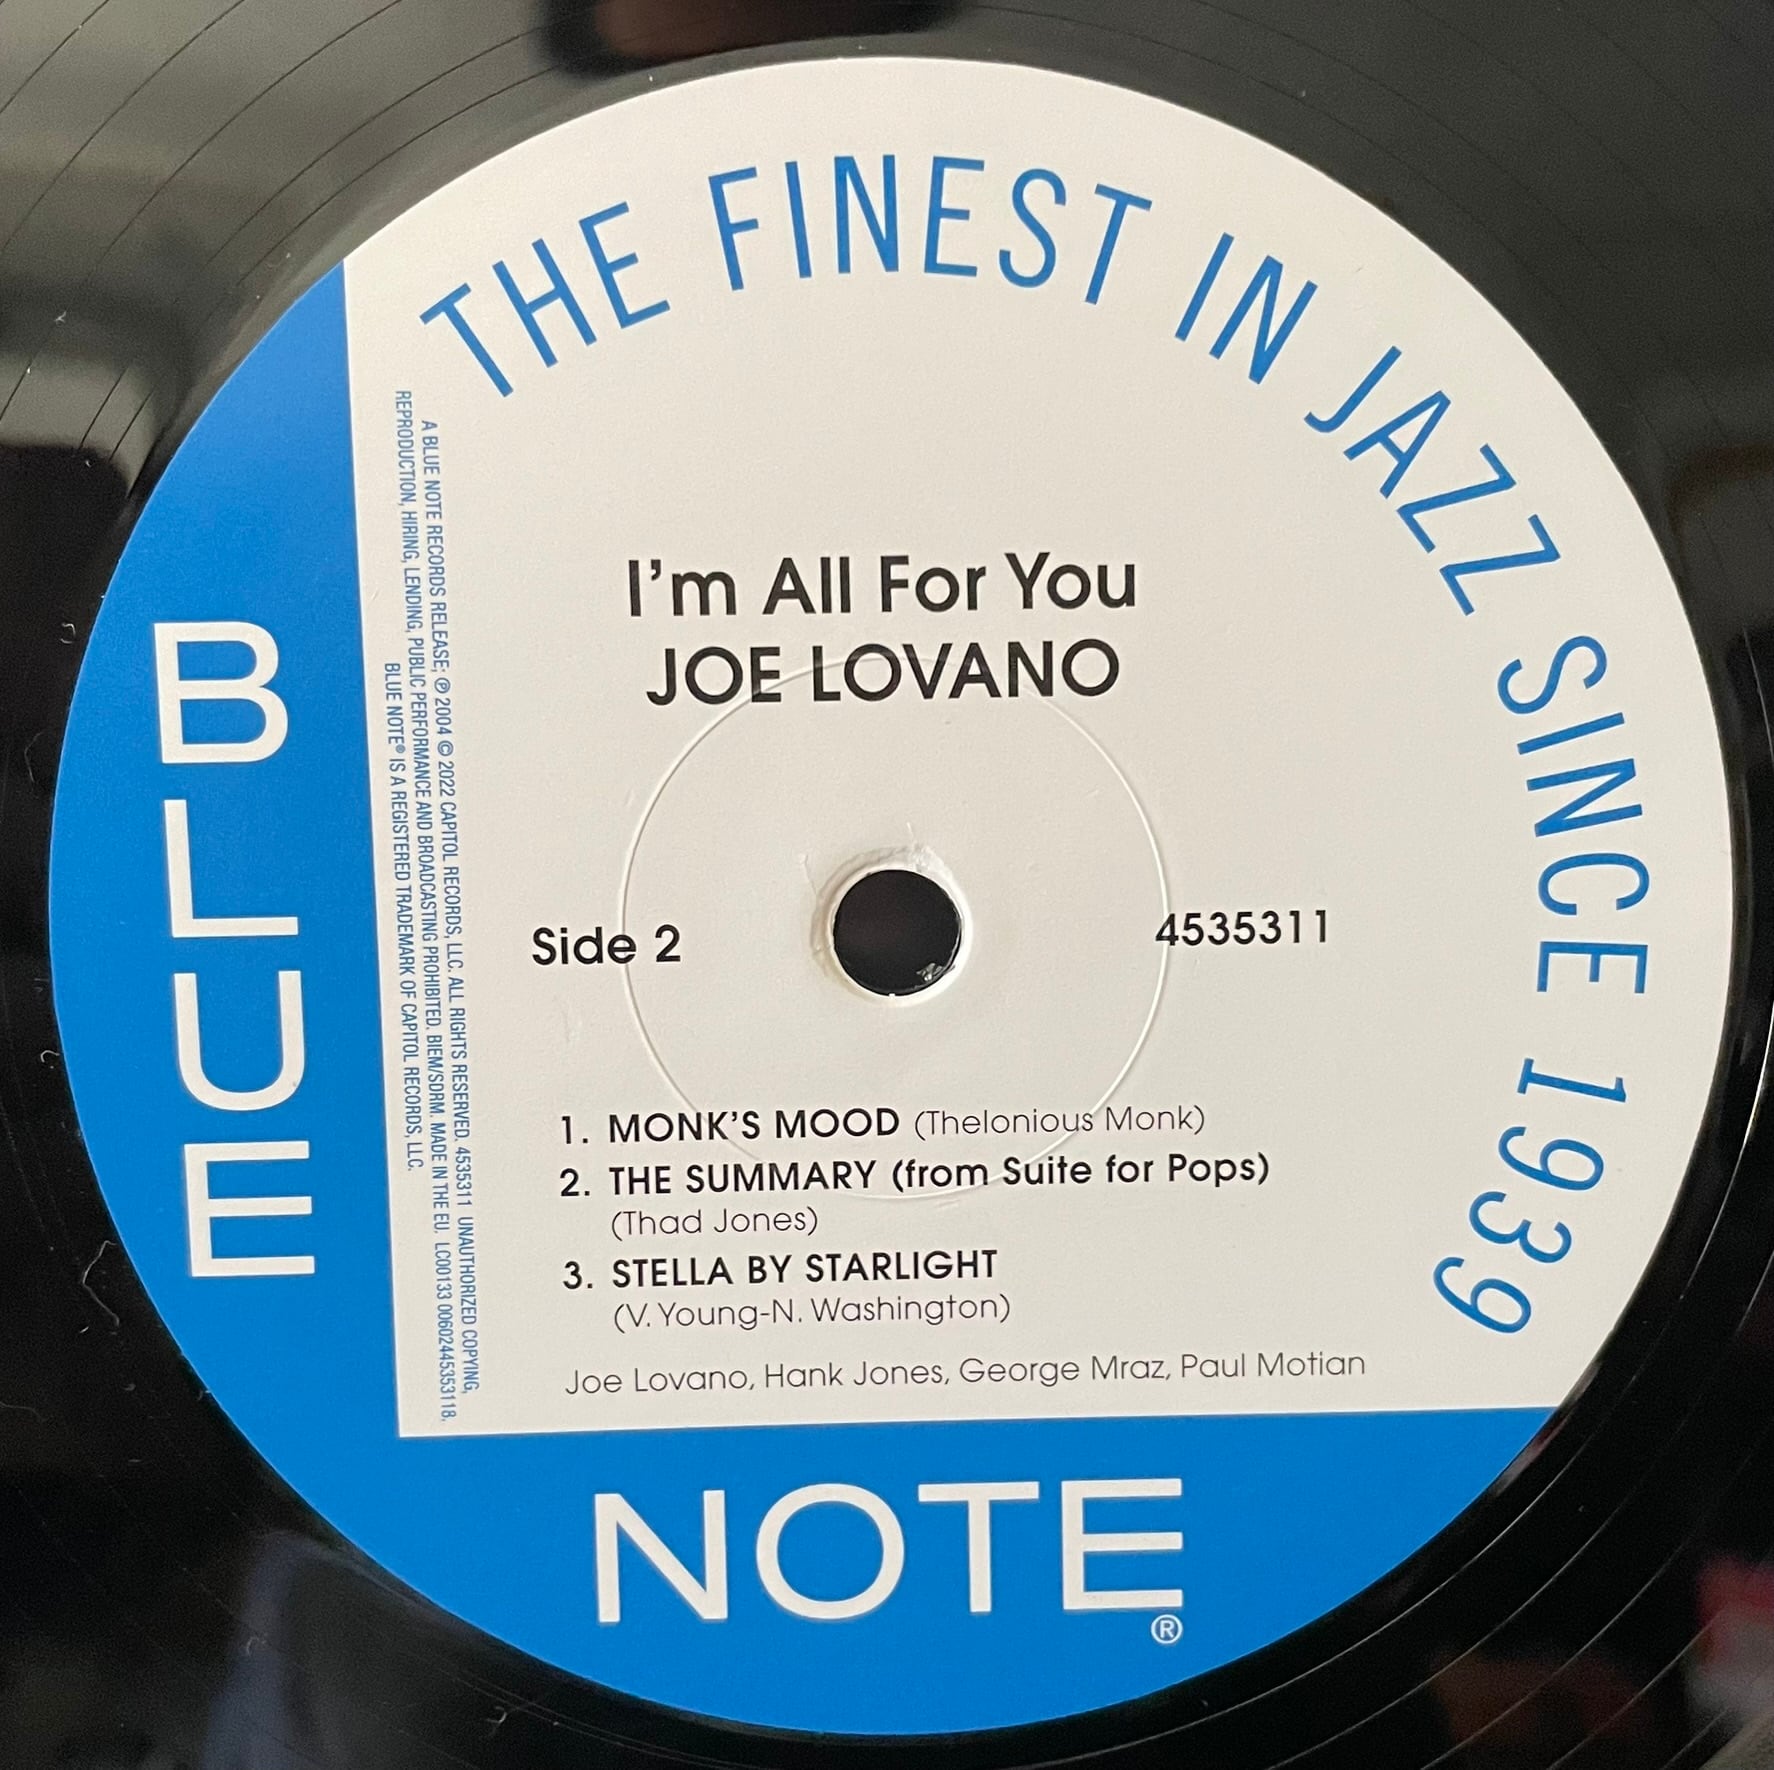 THE FINEST IN JAZZ SINCE 1939
I'm All For You
JOE LOVANO
Side 2
4535311
1. MONK'S MOOD (Thelonious Monk)
2. THE SUMMARY (from Suite for Pops)
(Thad Jones)
3. STELLA BY STARLIGHT
(V. Young-N. Washington)
Joe Lovano, Hank Jones, George Mraz, Paul Motian
A BLUE NOTE RECORDS RELEASE; ℗ 2004 © 2022 CAPITOL RECORDS, LLC. ALL RIGHTS RESERVED. 4535311 UNAUTHORIZED COPYING,
REPRODUCTION, HIRING, LENDING, PUBLIC PERFORMANCE AND BROADCASTING PROHIBITED. BIEM/SDRM. MADE IN THE EU. LC00133 00602445353118.
BLUE NOTE® IS A REGISTERED TRADEMARK OF CAPITOL RECORDS, LLC.
BLUE
NOTE®